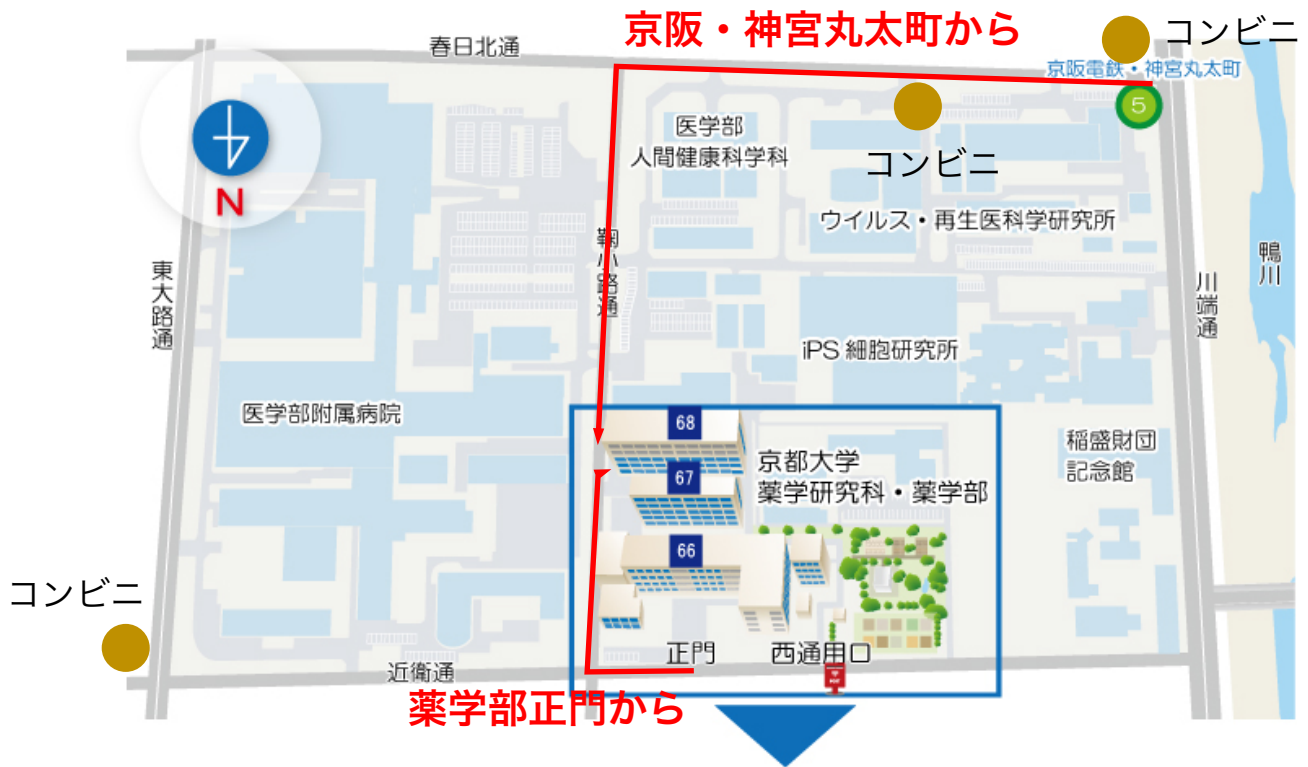 京阪・神宮丸太町から
コンビニ
春日北通
京阪電鉄・神宮丸太町
5
医学部
人間健康科学科
コンビニ
N
ウイルス・再生医科学研究所
鞠小路通
東大路通
鴨川
川端通
iPS 細胞研究所
医学部附属病院
68
67
66
京都大学
薬学研究科・薬学部
稲盛財団
記念館
コンビニ
正門
西通用口
近衛通
薬学部正門から